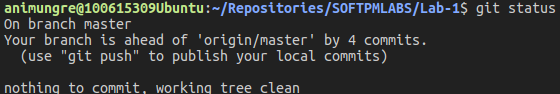 animungre@100615309Ubuntu:~/Repositories/SOFTPMLABS/Lab-1$ git status
On branch master
Your branch is ahead of 'origin/master' by 4 commits.
  (use "git push" to publish your local commits)

nothing to commit, working tree clean